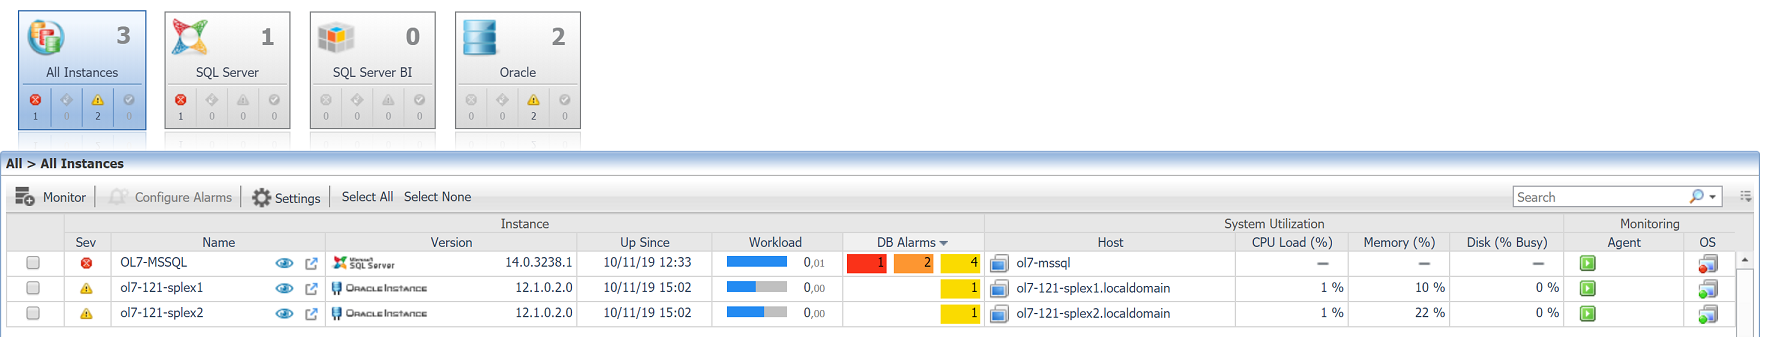 3 1 0 2
All Instances SQL Server SQL Server BI Oracle
1 0 2 0 1 0 0 0 0 0 0 0 0 0 2 0
All > All Instances
Monitor Configure Alarms Settings Select All Select None Search
Instance System Utilization Monitoring
Sev Name Version Up Since Workload DB Alarms Host CPU Load (%) Memory (%) Disk (% Busy) Agent OS
OL7-MSSQL Microsoft SQL Server 14.0.3238.1 10/11/19 12:33 0,01 1 2 4 ol7-mssql – – –
ol7-121-splex1 ORACLE INSTANCE 12.1.0.2.0 10/11/19 15:02 0,00 1 ol7-121-splex1.localdomain 1 % 10 % 0 %
ol7-121-splex2 ORACLE INSTANCE 12.1.0.2.0 10/11/19 15:02 0,00 1 ol7-121-splex2.localdomain 1 % 22 % 0 %